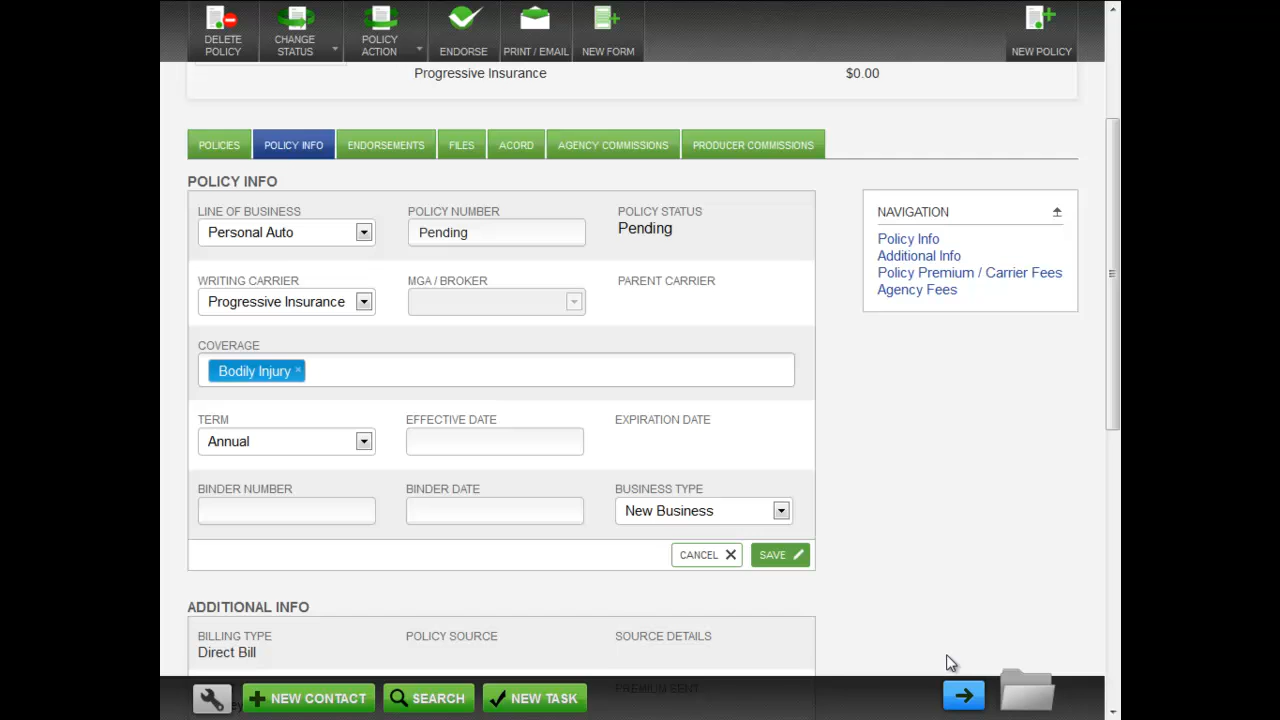 DELETE POLICY
CHANGE STATUS
POLICY ACTION
ENDORSE
PRINT / EMAIL
NEW FORM
NEW POLICY
Progressive Insurance $0.00
POLICIES POLICY INFO ENDORSEMENTS FILES ACORD AGENCY COMMISSIONS PRODUCER COMMISSIONS
POLICY INFO
LINE OF BUSINESS POLICY NUMBER POLICY STATUS
Personal Auto Pending Pending
WRITING CARRIER MGA / BROKER PARENT CARRIER
Progressive Insurance
COVERAGE
Bodily Injury ×
TERM EFFECTIVE DATE EXPIRATION DATE
Annual
BINDER NUMBER BINDER DATE BUSINESS TYPE
New Business
CANCEL SAVE
NAVIGATION
Policy Info
Additional Info
Policy Premium / Carrier Fees
Agency Fees
ADDITIONAL INFO
BILLING TYPE POLICY SOURCE SOURCE DETAILS
Direct Bill
PREMIUM SENT
NEW CONTACT SEARCH NEW TASK